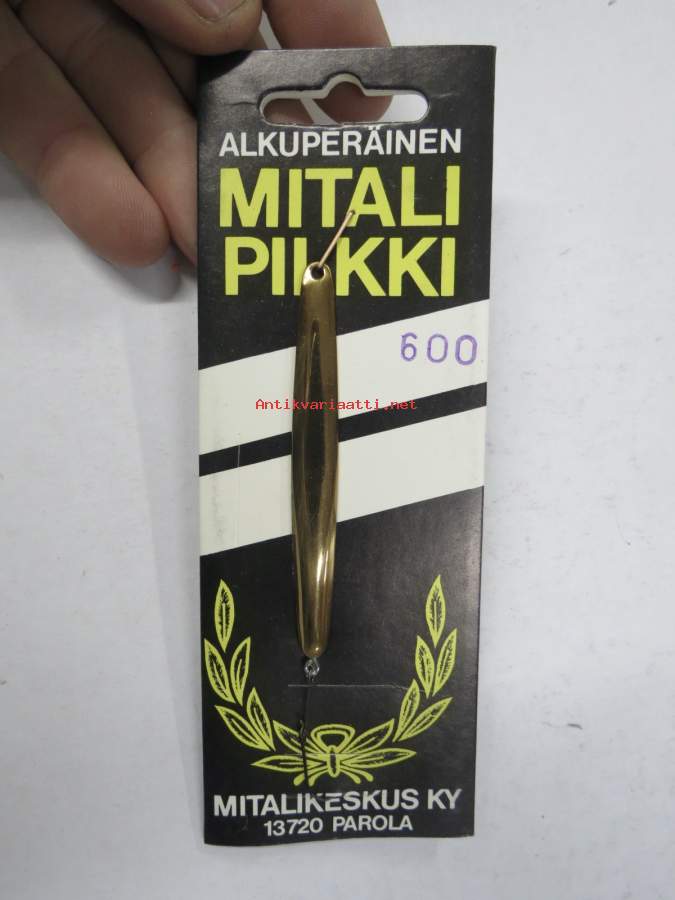 ALKUPERÄINEN
MITALI
PILKKI
600
Antikvariaatti.net
MITALIKESKUS KY
13720 PAROLA